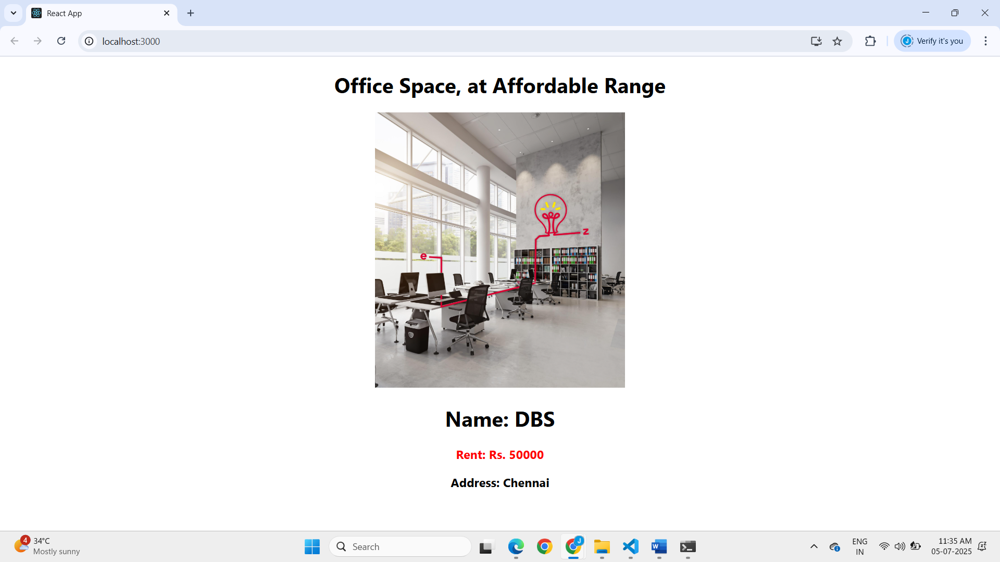 React App
localhost:3000
J
Verify it's you
Office Space, at Affordable Range
z
e
Name: DBS
Rent: Rs. 50000
Address: Chennai
4
34°C
Mostly sunny
Search
J
W
ENG
IN
11:35 AM
05-07-2025